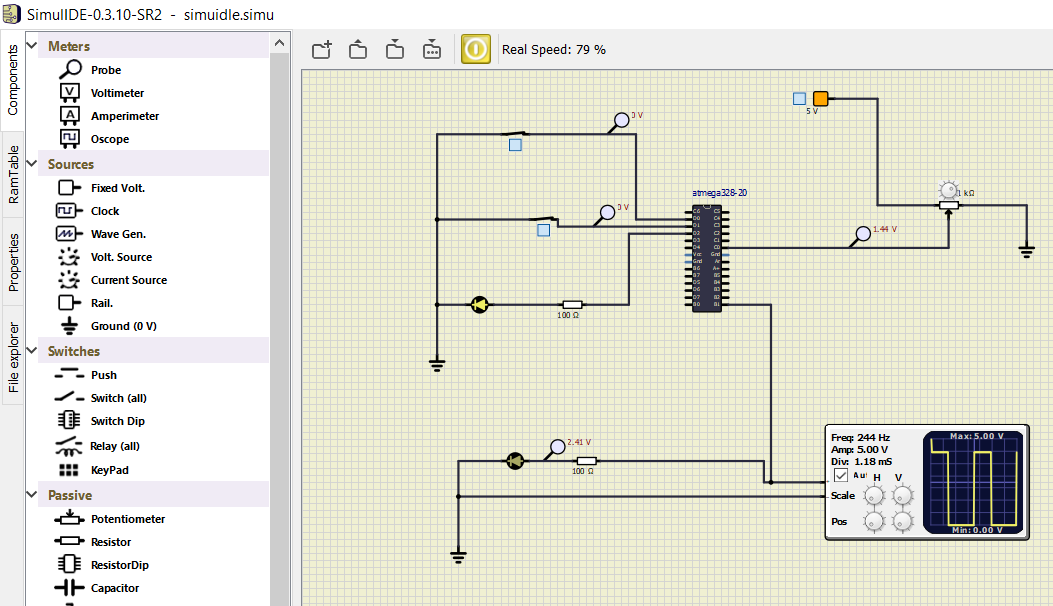 SimulIDE-0.3.10-SR2 - simuidle.simu
Components
RamTable
Properties
File explorer
Meters
Probe
Voltimeter
Amperimeter
Oscope
Sources
Fixed Volt.
Clock
Wave Gen.
Volt. Source
Current Source
Rail.
Ground (0 V)
Switches
Push
Switch (all)
Switch Dip
Relay (all)
KeyPad
Passive
Potentiometer
Resistor
ResistorDip
Capacitor
Real Speed: 79 %
0 V
5 V
atmega328-20
1 kΩ
0 V
1.44 V
100 Ω
2.41 V
100 Ω
Freq: 244 Hz
Amp: 5.00 V
Div: 1.18 mS
Au H V
Scale
Pos
Max: 5.00 V
Min: 0.00 V